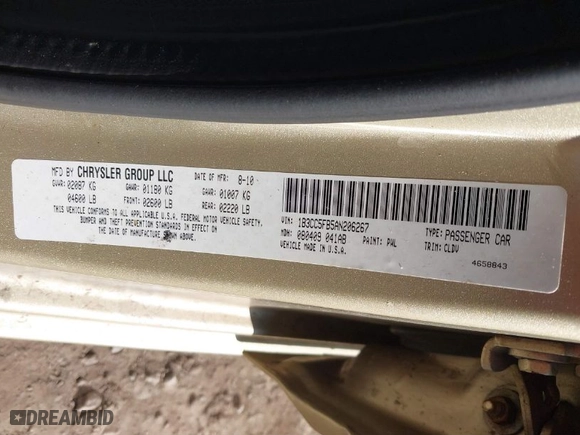 MFD BY CHRYSLER GROUP LLC DATE OF MFR: 8-10
GVWR: 02087 KG GAWR: 01180 KG GAWR: 01007 KG
04600 LB FRONT: 02600 LB REAR: 02220 LB
THIS VEHICLE CONFORMS TO ALL APPLICABLE U.S.A. FEDERAL MOTOR VEHICLE SAFETY,
BUMPER AND THEFT PREVENTION STANDARDS IN EFFECT ON
THE DATE OF MANUFACTURE SHOWN ABOVE.
VIN: 1B3CC5FB5AN206267 TYPE: PASSENGER CAR
MDH: 080409 041AB PAINT: PWL TRIM: CLDV
VEHICLE MADE IN U.S.A.
4658843
DREAMBID